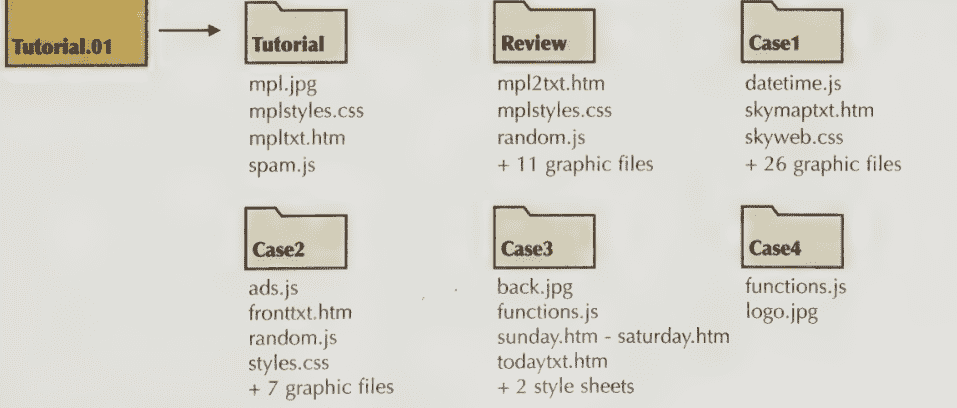 Tutorial.01
Tutorial
mpl.jpg
mplstyles.css
mpltxt.htm
spam.js
Review
mpl2txt.htm
mplstyles.css
random.js
+ 11 graphic files
Case1
datetime.js
skymaptxt.htm
skyweb.css
+ 26 graphic files
Case2
ads.js
fronttxt.htm
random.js
styles.css
+ 7 graphic files
Case3
back.jpg
functions.js
sunday.htm - saturday.htm
todaytxt.htm
+ 2 style sheets
Case4
functions.js
logo.jpg